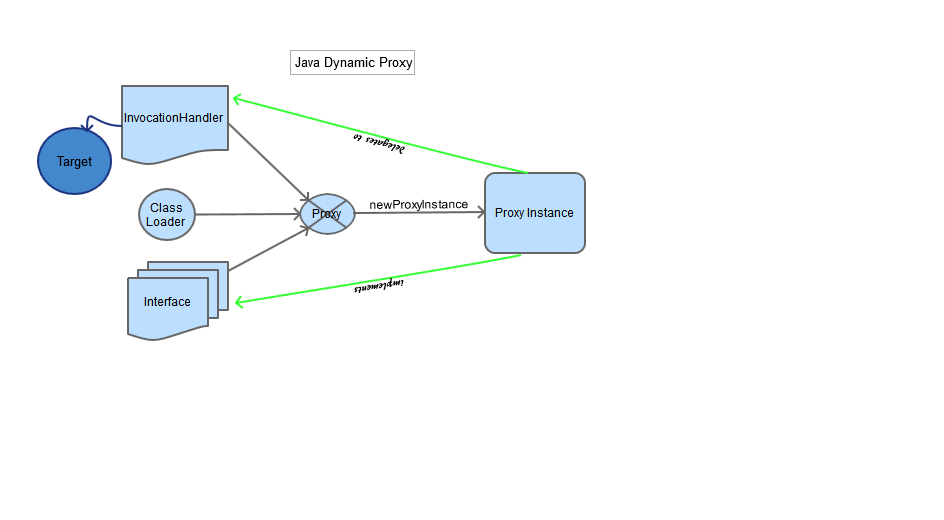 Java Dynamic Proxy
InvocationHandler
delegates to
Target
Class
Loader
Proxy
newProxyInstance
Proxy Instance
implements
Interface